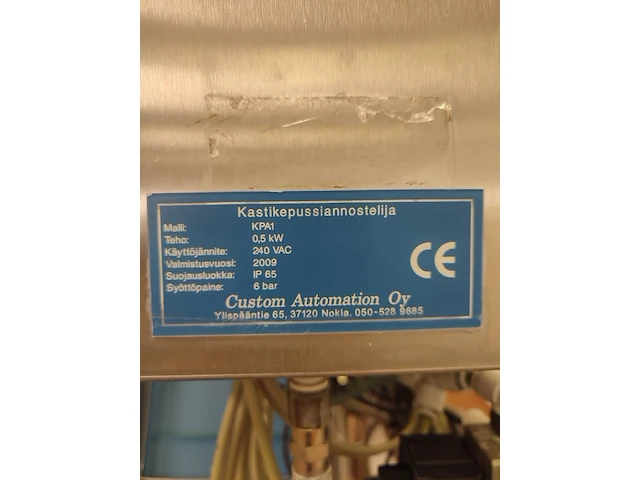 Kastikepussiannostelija
Malli: KPA1
Teho: 0,5 kW
Käyttöjännite: 240 VAC
Valmistusvuosi: 2009
Suojausluokka: IP 65
Syöttöpaine: 6 bar
CE
Custom Automation Oy
Ylispääntie 65, 37120 Nokia. 050-528 9685